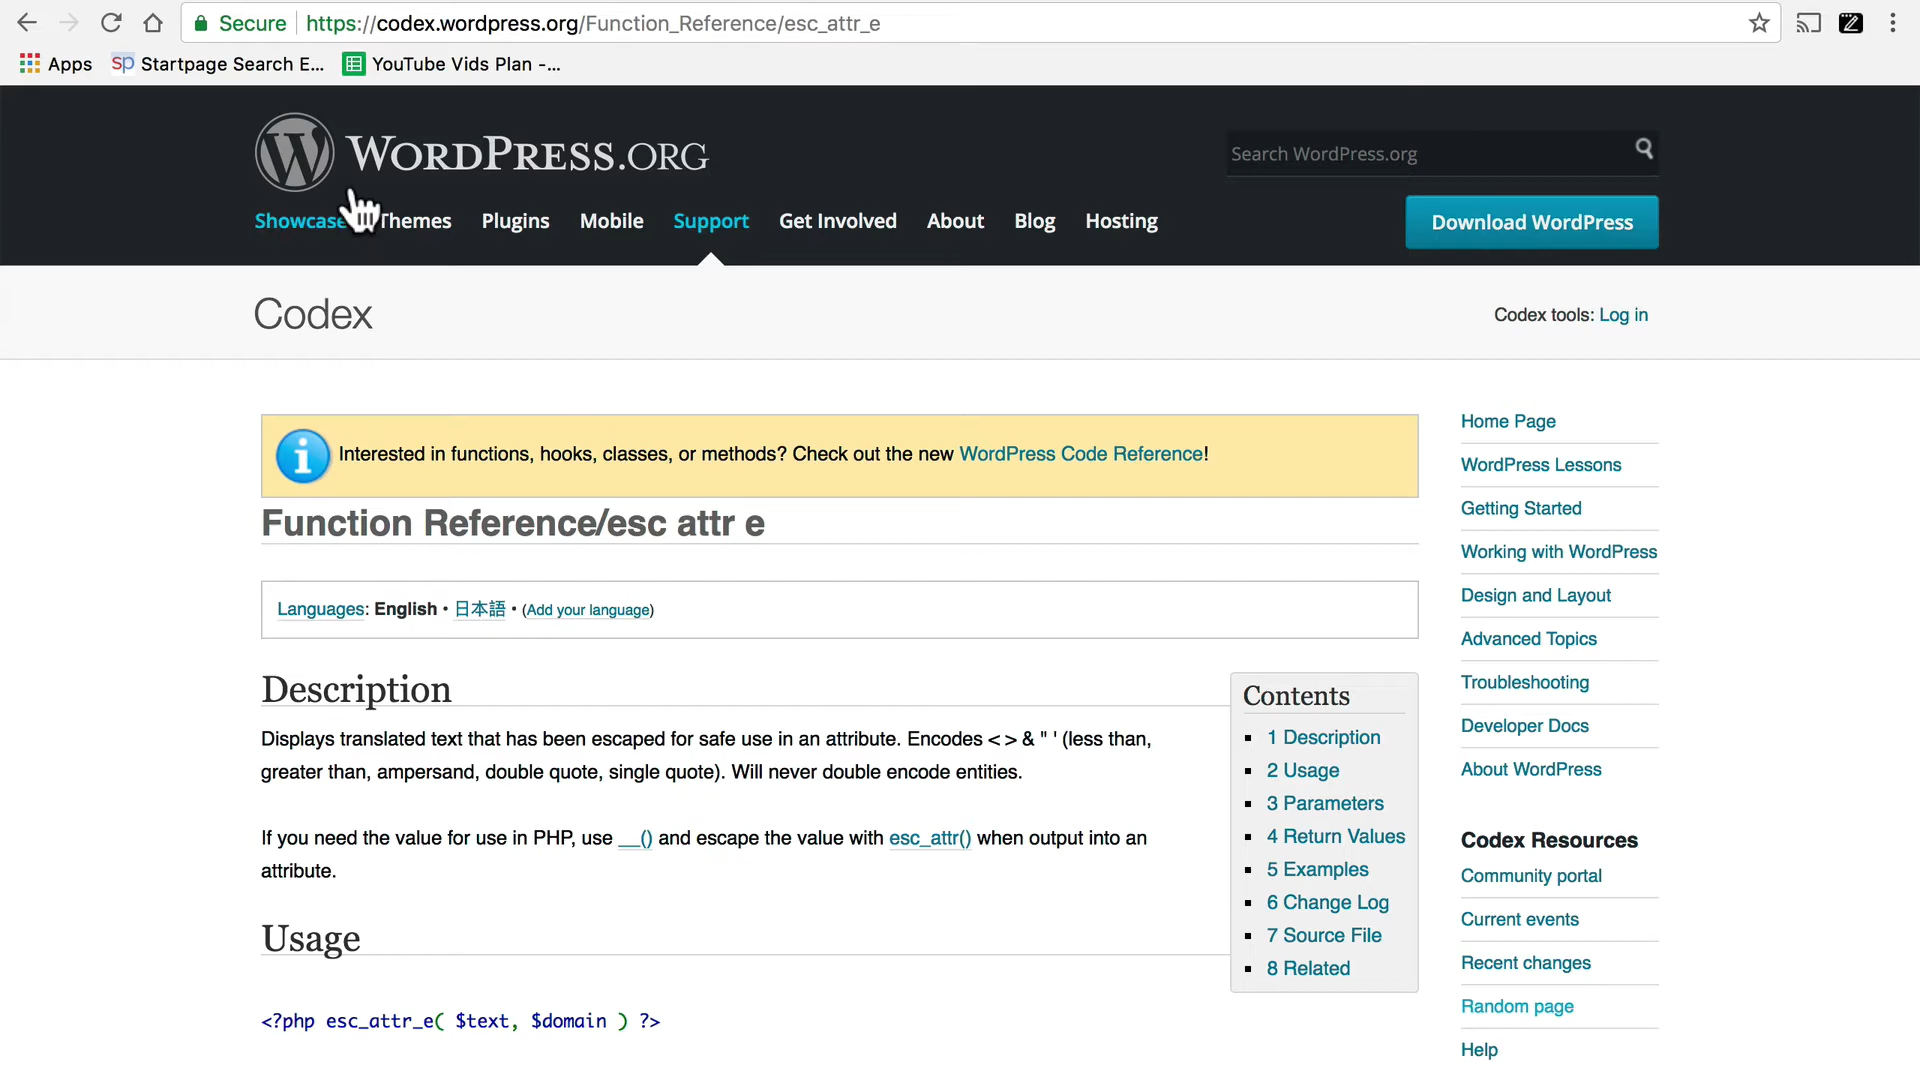 Secure https://codex.wordpress.org/Function_Reference/esc_attr_e
Apps Startpage Search E... YouTube Vids Plan -...
WORDPRESS.ORG
Search WordPress.org
Showcase Themes Plugins Mobile Support Get Involved About Blog Hosting
Download WordPress
Codex
Codex tools: Log in
Interested in functions, hooks, classes, or methods? Check out the new WordPress Code Reference!
Function Reference/esc attr e
Languages: English • 日本語 • (Add your language)
Description
Displays translated text that has been escaped for safe use in an attribute. Encodes < > & " ' (less than,
greater than, ampersand, double quote, single quote). Will never double encode entities.
If you need the value for use in PHP, use __() and escape the value with esc_attr() when output into an
attribute.
Usage
<?php esc_attr_e( $text, $domain ) ?>
Contents
1 Description
2 Usage
3 Parameters
4 Return Values
5 Examples
6 Change Log
7 Source File
8 Related
Home Page
WordPress Lessons
Getting Started
Working with WordPress
Design and Layout
Advanced Topics
Troubleshooting
Developer Docs
About WordPress
Codex Resources
Community portal
Current events
Recent changes
Random page
Help